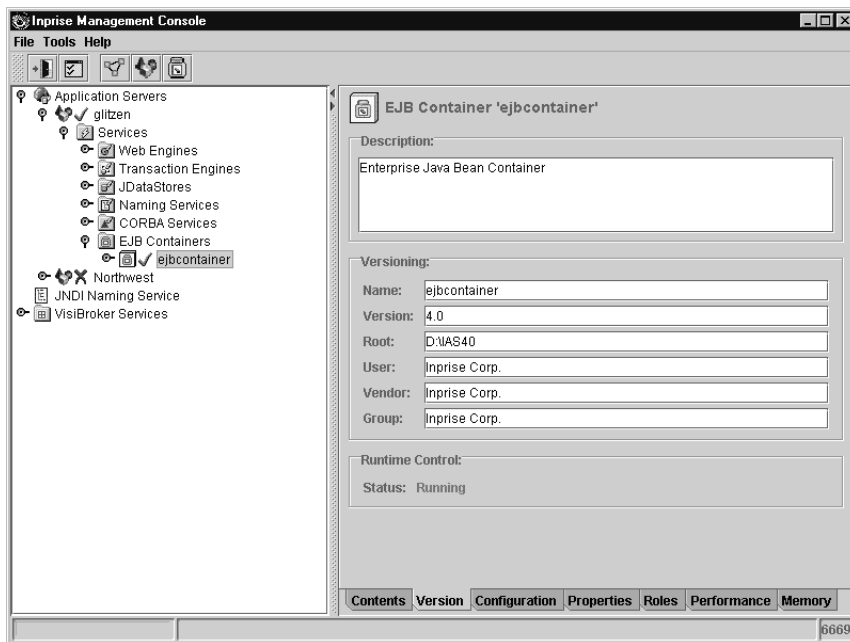 Inprise Management Console
File Tools Help
Application Servers
glitzen
Services
Web Engines
Transaction Engines
JDataStores
Naming Services
CORBA Services
EJB Containers
ejbcontainer
Northwest
JNDI Naming Service
VisiBroker Services
EJB Container 'ejbcontainer'
Description:
Enterprise Java Bean Container
Versioning:
Name: ejbcontainer
Version: 4.0
Root: D:\IAS40
User: Inprise Corp.
Vendor: Inprise Corp.
Group: Inprise Corp.
Runtime Control:
Status: Running
Contents Version Configuration Properties Roles Performance Memory
6669